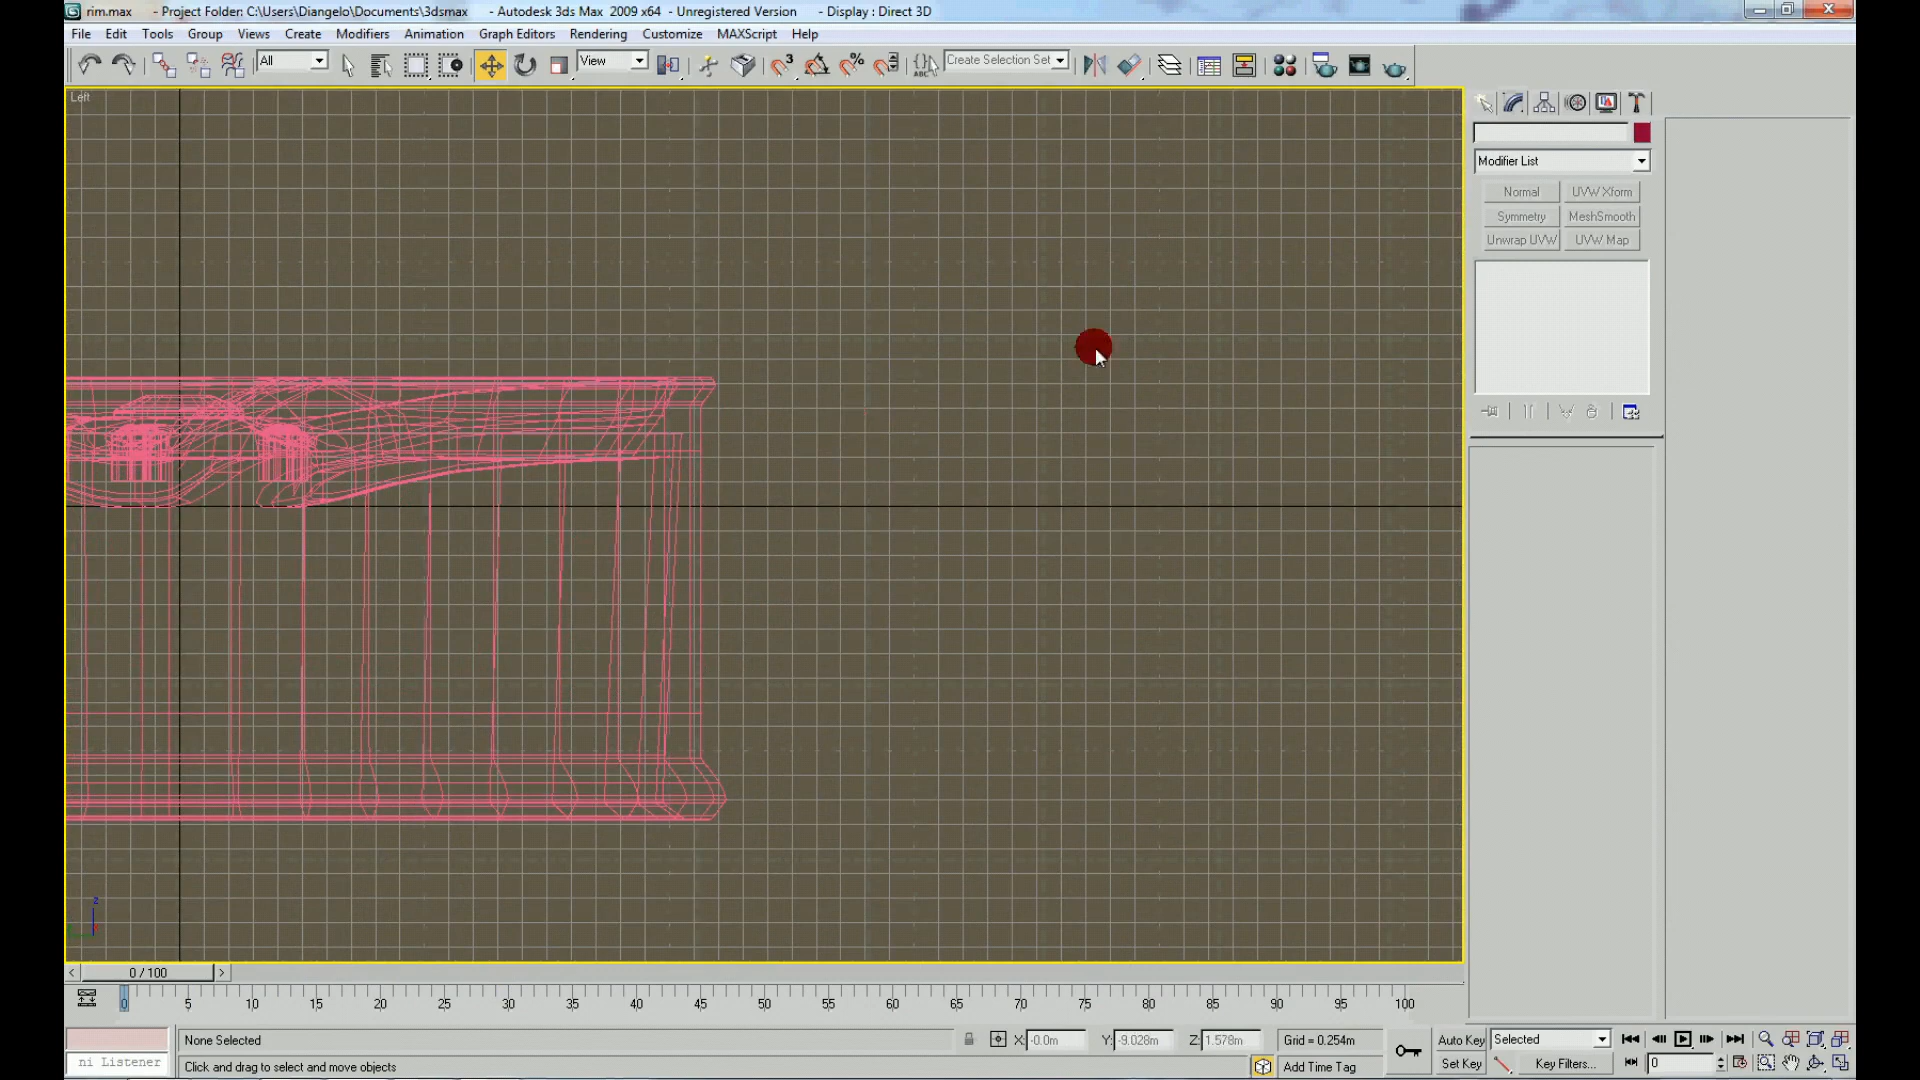 rim.max - Project Folder: C:\Users\Diangelo\Documents\3dsmax - Autodesk 3ds Max 2009 x64 - Unregistered Version - Display : Direct 3D
File Edit Tools Group Views Create Modifiers Animation Graph Editors Rendering Customize MAXScript Help
All View 3 % ABC Create Selection Set
Left
Modifier List
Normal UVW Xform
Symmetry MeshSmooth
Unwrap UVW UVW Map
z
< 0 / 100 >
0 5 10 15 20 25 30 35 40 45 50 55 60 65 70 75 80 85 90 95 100
None Selected X: -0.0m Y: -9.028m Z: 1.578m Grid = 0.254m Auto Key Selected
ni Listener Click and drag to select and move objects Add Time Tag Set Key Key Filters... 0